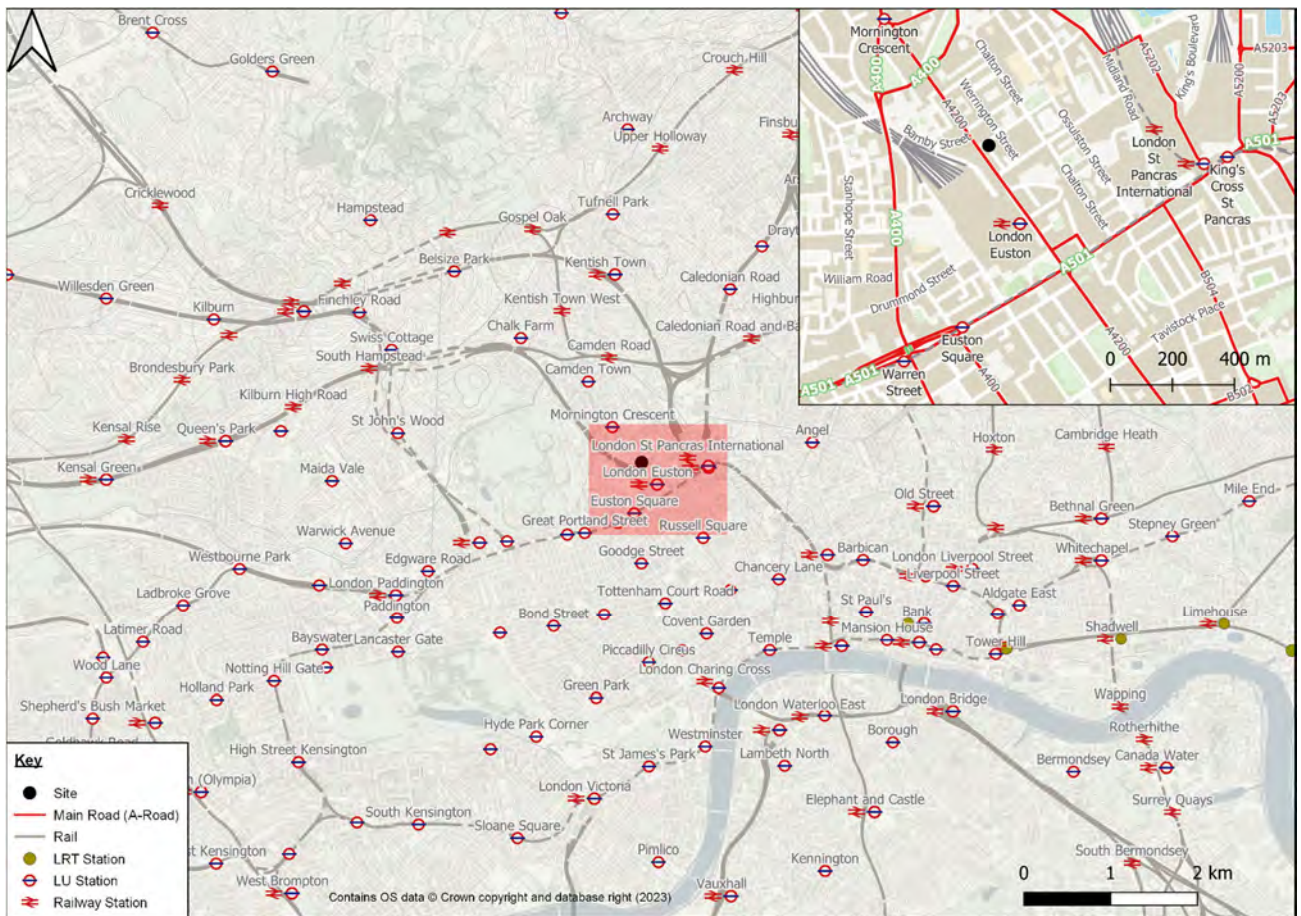 Brent Cross
Golders Green
Crouch Hill
Archway
Upper Holloway
Finsbu
Cricklewood
Hampstead
Tufnell Park
Gospel Oak
Ar
Drayt
Belsize Park
Kentish Town
Caledonian Road
Willesden Green
Kilburn
Finchley Road
Kentish Town West
Highbur
Swiss Cottage
Chalk Farm
Caledonian Road and Ba
South Hampstead
Camden Road
Brondesbury Park
Camden Town
Kilburn High Road
Mornington Crescent
Kensal Rise
Queen's Park
St John's Wood
London St Pancras International
Angel
Hoxton
Cambridge Heath
Kensal Green
Maida Vale
London Euston
Euston Square
Old Street
Bethnal Green
Mile End
Great Portland Street
Russell Square
Stepney Green
Warwick Avenue
Goodge Street
Westbourne Park
Edgware Road
Barbican
London Liverpool Street
Whitechapel
London Paddington
Chancery Lane
Liverpool Street
Ladbroke Grove
Paddington
Tottenham Court Road
St Paul's
Bank
Aldgate East
Latimer Road
Bond Street
Covent Garden
Limehouse
Bayswater
Lancaster Gate
Temple
Mansion House
Tower Hill
Shadwell
Wood Lane
Notting Hill Gate
Piccadilly Circus
London Charing Cross
Holland Park
Green Park
London Waterloo East
London Bridge
Wapping
Shepherd's Bush Market
Hyde Park Corner
Rotherhithe
Goldhawk Road
High Street Kensington
St James's Park
Westminster
Lambeth North
Borough
Bermondsey
Canada Water
(Olympia)
London Victoria
South Kensington
Sloane Square
Elephant and Castle
Surrey Quays
st Kensington
Pimlico
Kennington
South Bermondsey
West Brompton
Vauxhall
Contains OS data © Crown copyright and database right (2023)
0 1 2 km
Key
Site
Main Road (A-Road)
Rail
LRT Station
LU Station
Railway Station
Mornington
Crescent
A400
A400
A4200
Chalton Street
Werrington Street
Barnby Street
Ossulston Street
Chalton Street
Midland Road
A5202
King's Boulevard
A5200
A5203
A5203
A501
London
St
Pancras
International
King's
Cross
St
Pancras
Stanhope Street
A400
London
Euston
William Road
Drummond Street
A501
B504
Tavistock Place
Euston
Square
A4200
0 200 400 m
A501
A501
Warren
Street
A400
B502